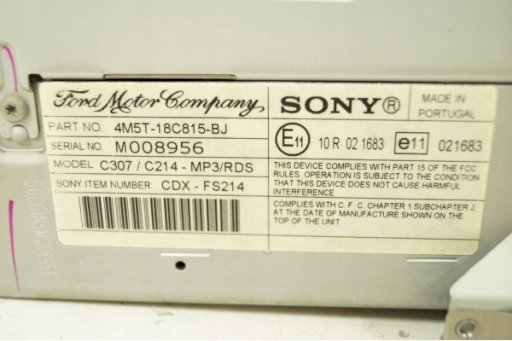 Ford Motor Company
PART NO. 4M5T-18C815-BJ
SERIAL NO M008956
MODEL C307 / C214 - MP3/RDS
SONY ITEM NUMBER CDX - FS214
SONY®
MADE IN
PORTUGAL
E11 10 R 02 1683 e11 021683
THIS DEVICE COMPLIES WITH PART 15 OF THE FCC
RULES. OPERATION IS SUBJECT TO THE CONDITION
THAT THIS DEVICE DOES NOT CAUSE HARMFUL
INTERFERENCE
COMPLIES WITH C. F. C. CHAPTER 1 SUBCHAPTER J.
AT THE DATE OF MANUFACTURE SHOWN ON THE
TOP OF THE UNIT